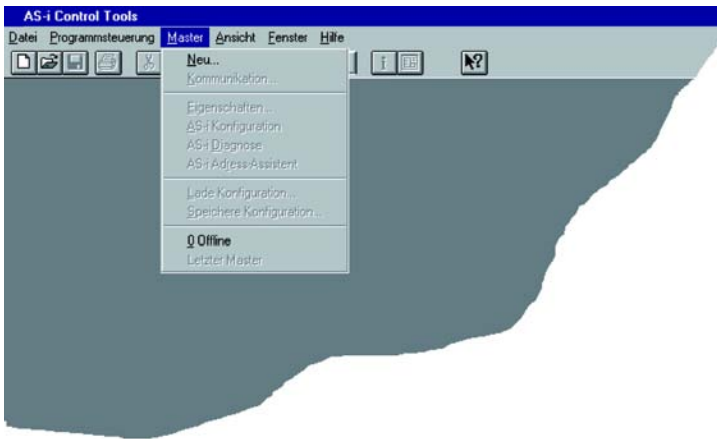 AS-i Control Tools
Datei Programmsteuerung Master Ansicht Fenster Hilfe
Neu...
Kommunikation...
Eigenschaften...
AS-i Konfiguration
AS-i Diagnose
AS-i Adress-Assistent
Lade Konfiguration...
Speichere Konfiguration...
0 Offline
Letzter Master